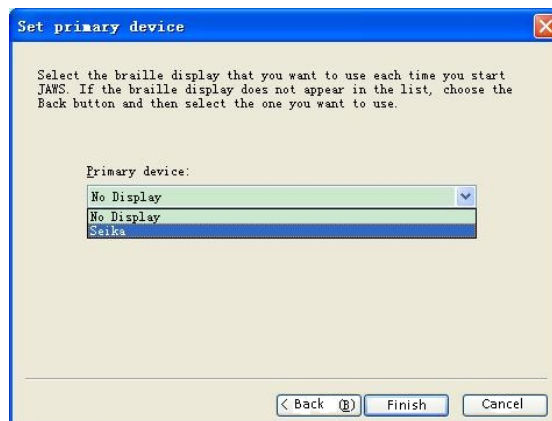 Set primary device
Select the braille display that you want to use each time you start
JAWS. If the braille display does not appear in the list, choose the
Back button and then select the one you want to use.
Primary device:
No Display
No Display
Seika
< Back (B)
Finish
Cancel